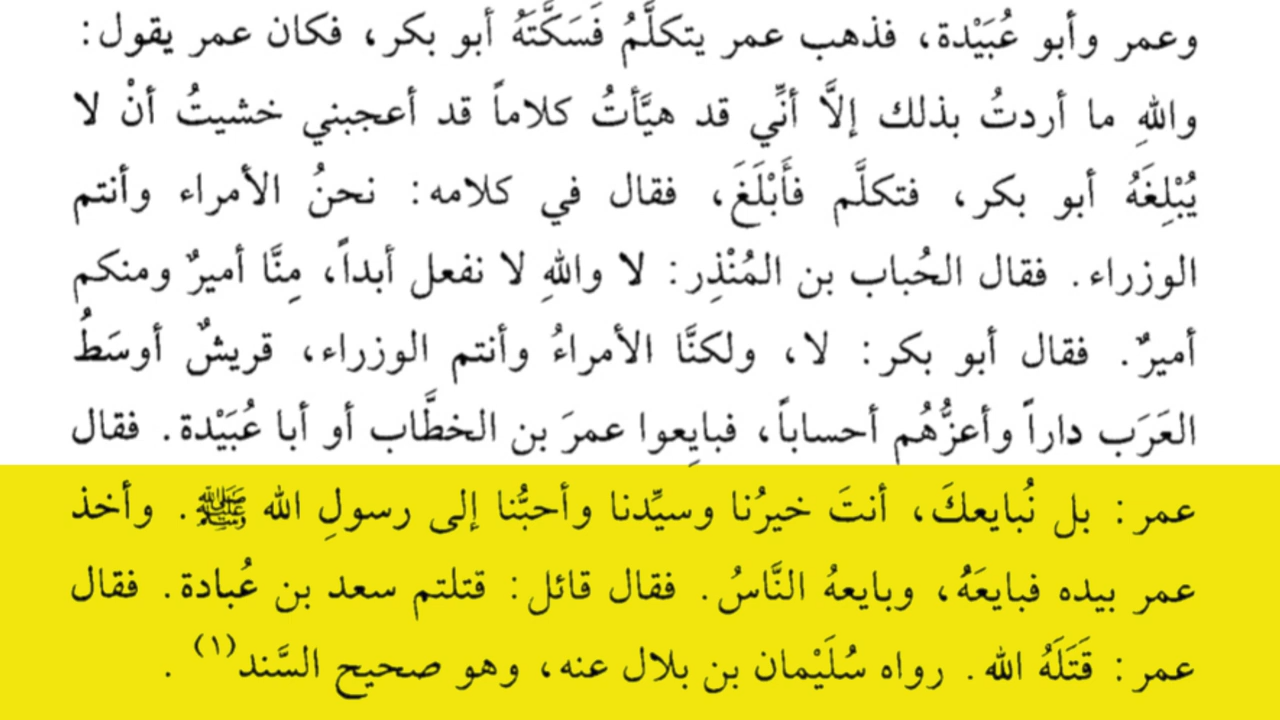 وعمر وأبو عُبَيْدة، فذهب عمر يتكلَّمُ فَسَكَّتَهُ أبو بكر، فكان عمر يقول:
واللهِ ما أردتُ بذلك إلاَّ أنِّي قد هيَّأتُ كلاماً قد أعجبني خشيتُ أنْ لا
يُبْلِغَهُ أبو بكر، فتكلَّم فأَبْلَغَ، فقال في كلامه: نحنُ الأمراء وأنتم
الوزراء. فقال الحُباب بن المُنْذِر: لا واللهِ لا نفعل أبداً، مِنَّا أميرٌ ومنكم
أميرٌ. فقال أبو بكر: لا، ولكنَّا الأمراءُ وأنتم الوزراء، قريشٌ أوسَطُ
العَرَب داراً وأعزُّهُم أحساباً، فبايِعوا عمرَ بن الخطَّاب أو أبا عُبَيْدة. فقال
عمر: بل نُبايعكَ، أنتَ خيرُنا وسيِّدنا وأحبُّنا إلى رسولِ الله ﷺ. وأخذ
عمر بيده فبايعَهُ، وبايعهُ النَّاسُ. فقال قائل: قتلتم سعد بن عُبادة. فقال
عمر: قَتَلَهُ الله. رواه سُلَيْمان بن بلال عنه، وهو صحيح السَّند(١).